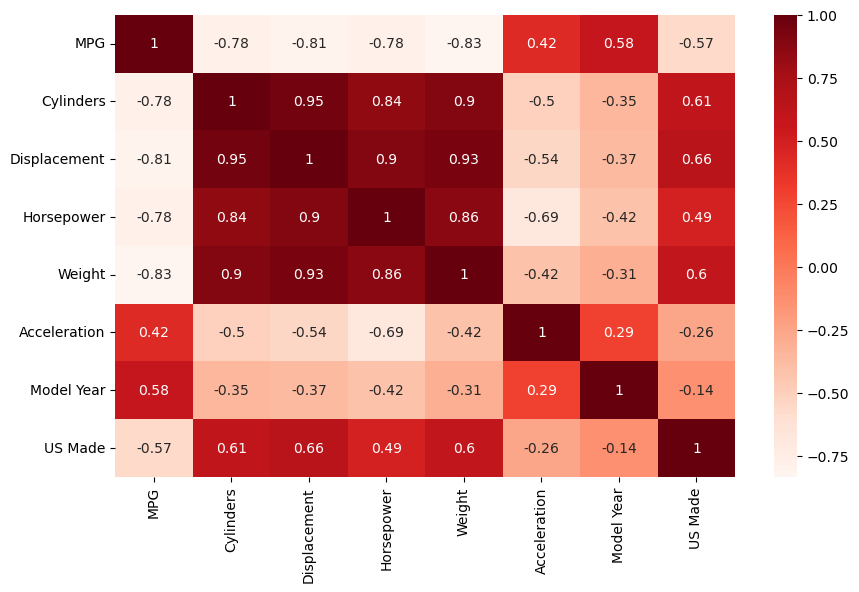 MPG 1 -0.78 -0.81 -0.78 -0.83 0.42 0.58 -0.57
Cylinders -0.78 1 0.95 0.84 0.9 -0.5 -0.35 0.61
Displacement -0.81 0.95 1 0.9 0.93 -0.54 -0.37 0.66
Horsepower -0.78 0.84 0.9 1 0.86 -0.69 -0.42 0.49
Weight -0.83 0.9 0.93 0.86 1 -0.42 -0.31 0.6
Acceleration 0.42 -0.5 -0.54 -0.69 -0.42 1 0.29 -0.26
Model Year 0.58 -0.35 -0.37 -0.42 -0.31 0.29 1 -0.14
US Made -0.57 0.61 0.66 0.49 0.6 -0.26 -0.14 1
MPG
Cylinders
Displacement
Horsepower
Weight
Acceleration
Model Year
US Made
1.00
0.75
0.50
0.25
0.00
−0.25
−0.50
−0.75